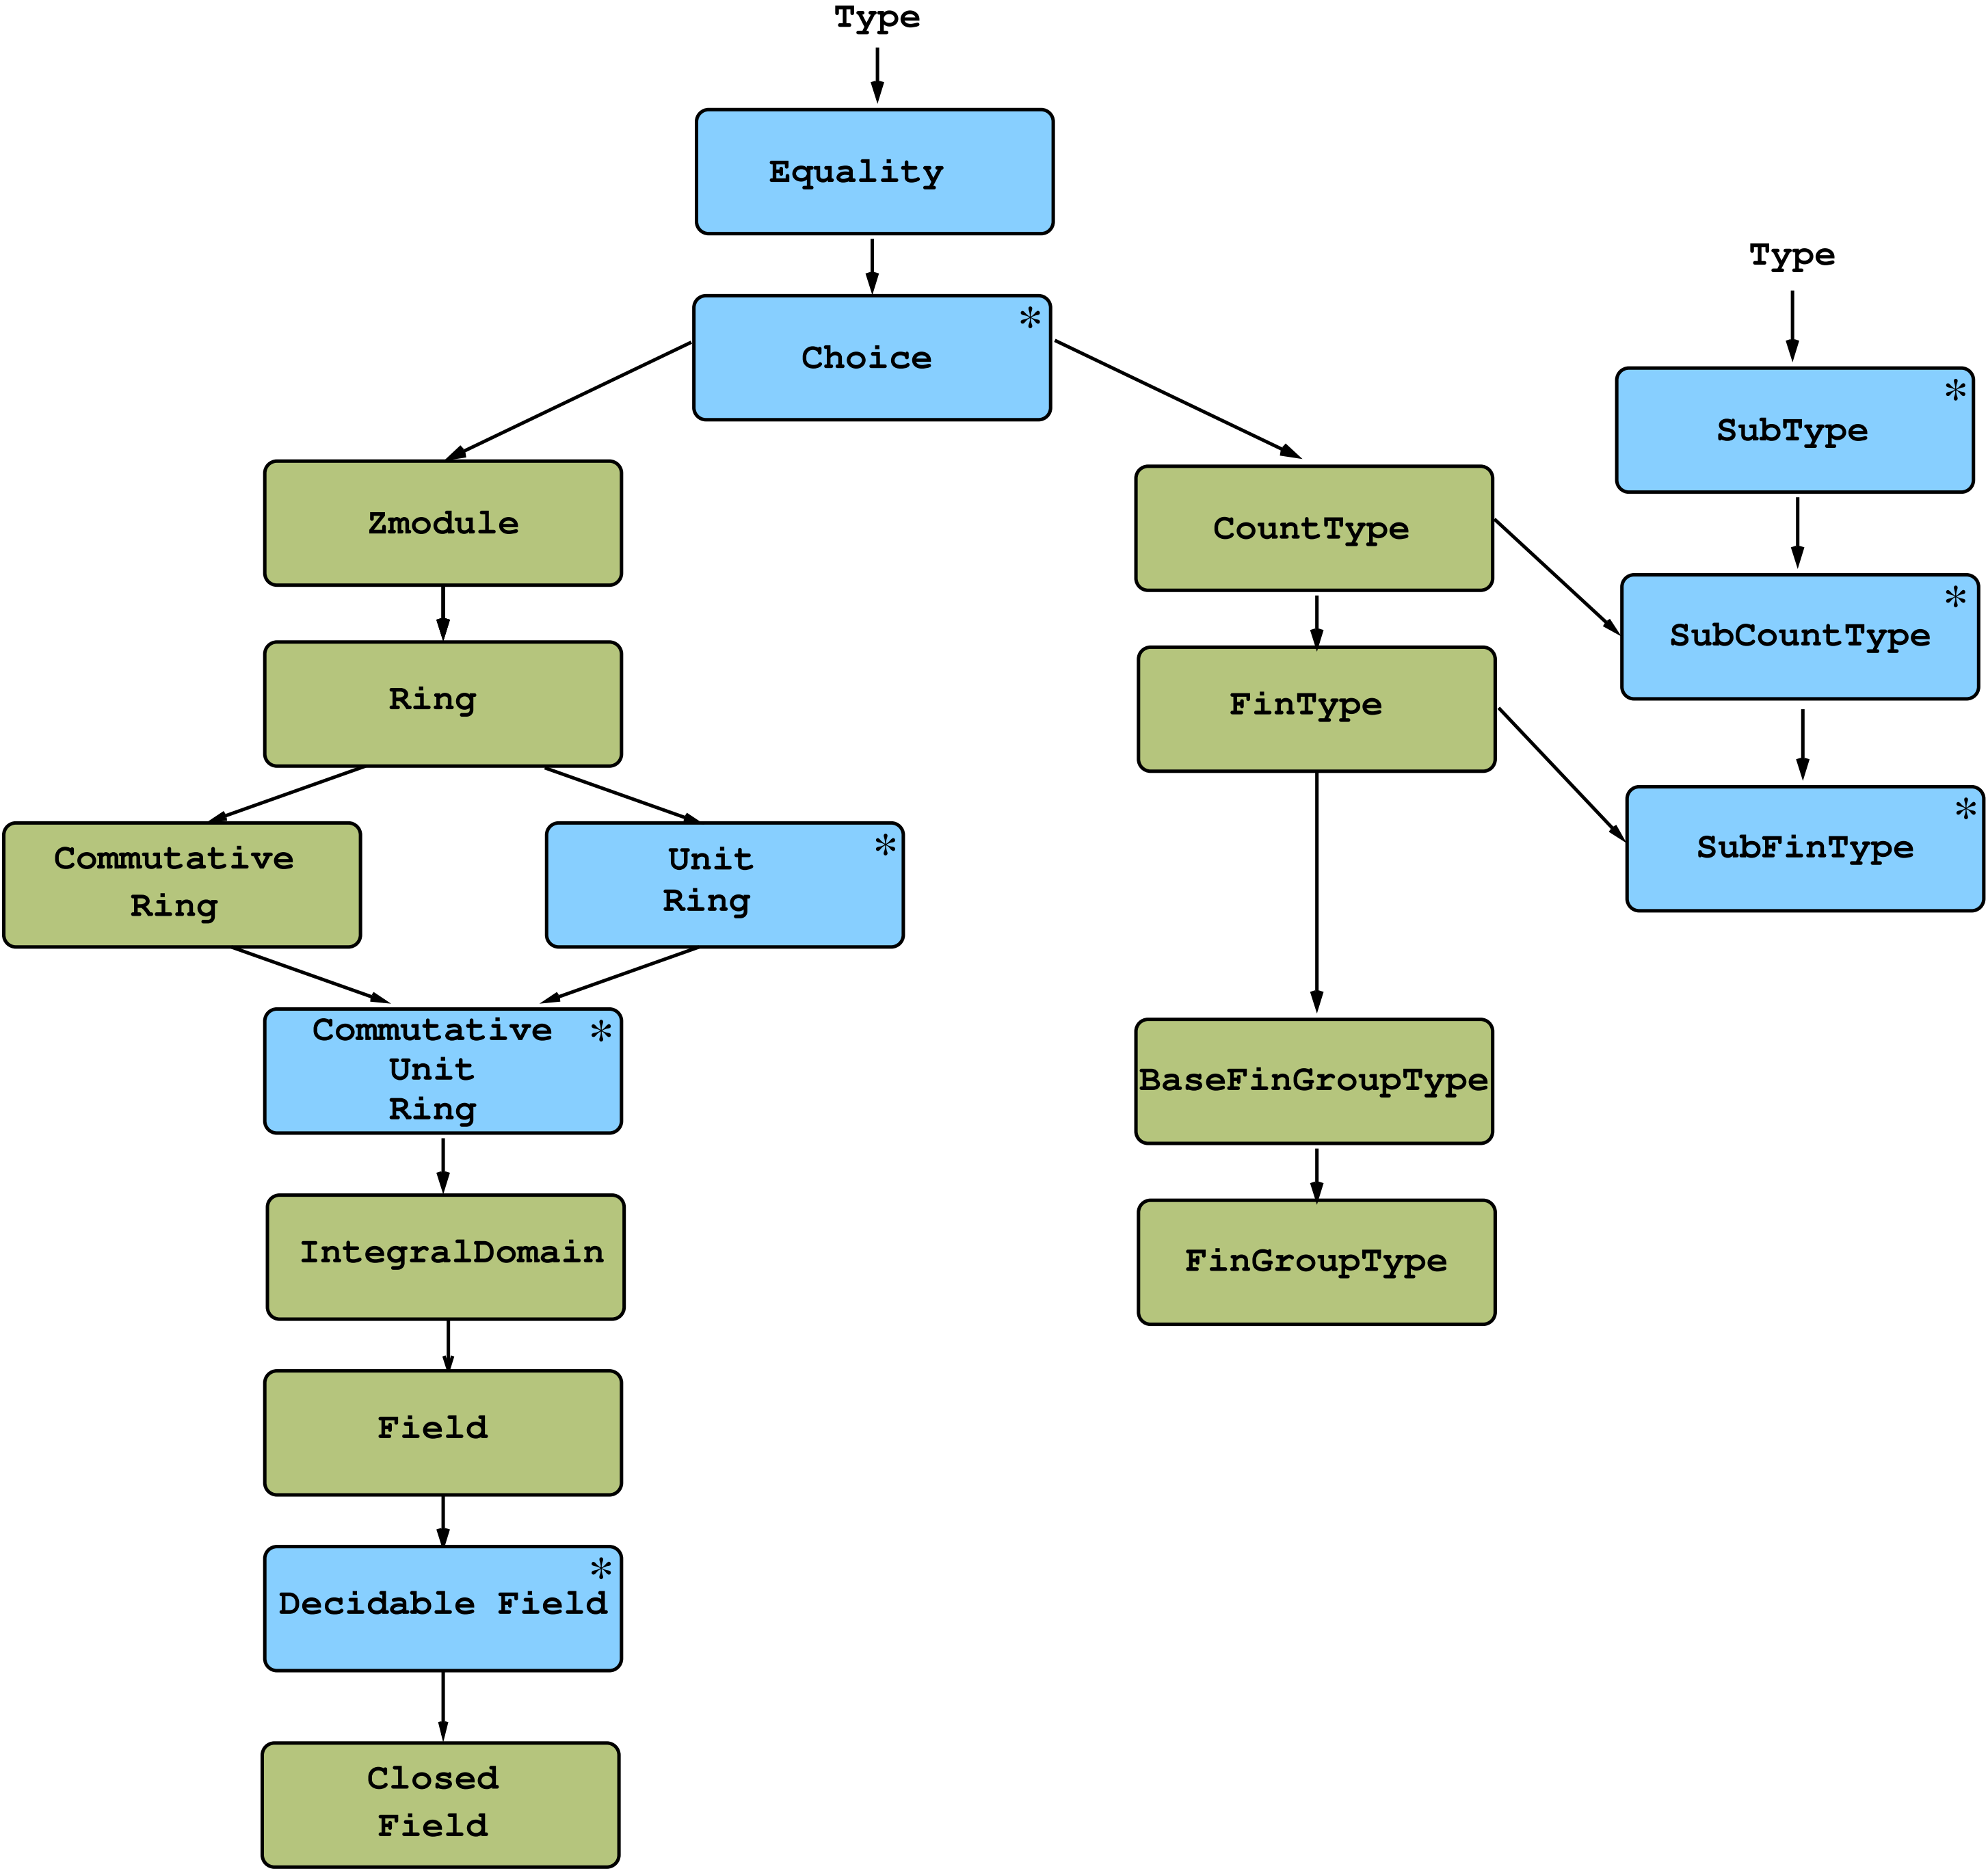 Type
Equality
Type
*
Choice
*
SubType
Zmodule
CountType
*
SubCountType
Ring
FinType
*
SubFinType
Commutative
Ring
*
Unit
Ring
Commutative *
Unit
Ring
BaseFinGroupType
IntegralDomain
FinGroupType
Field
*
Decidable Field
Closed
Field